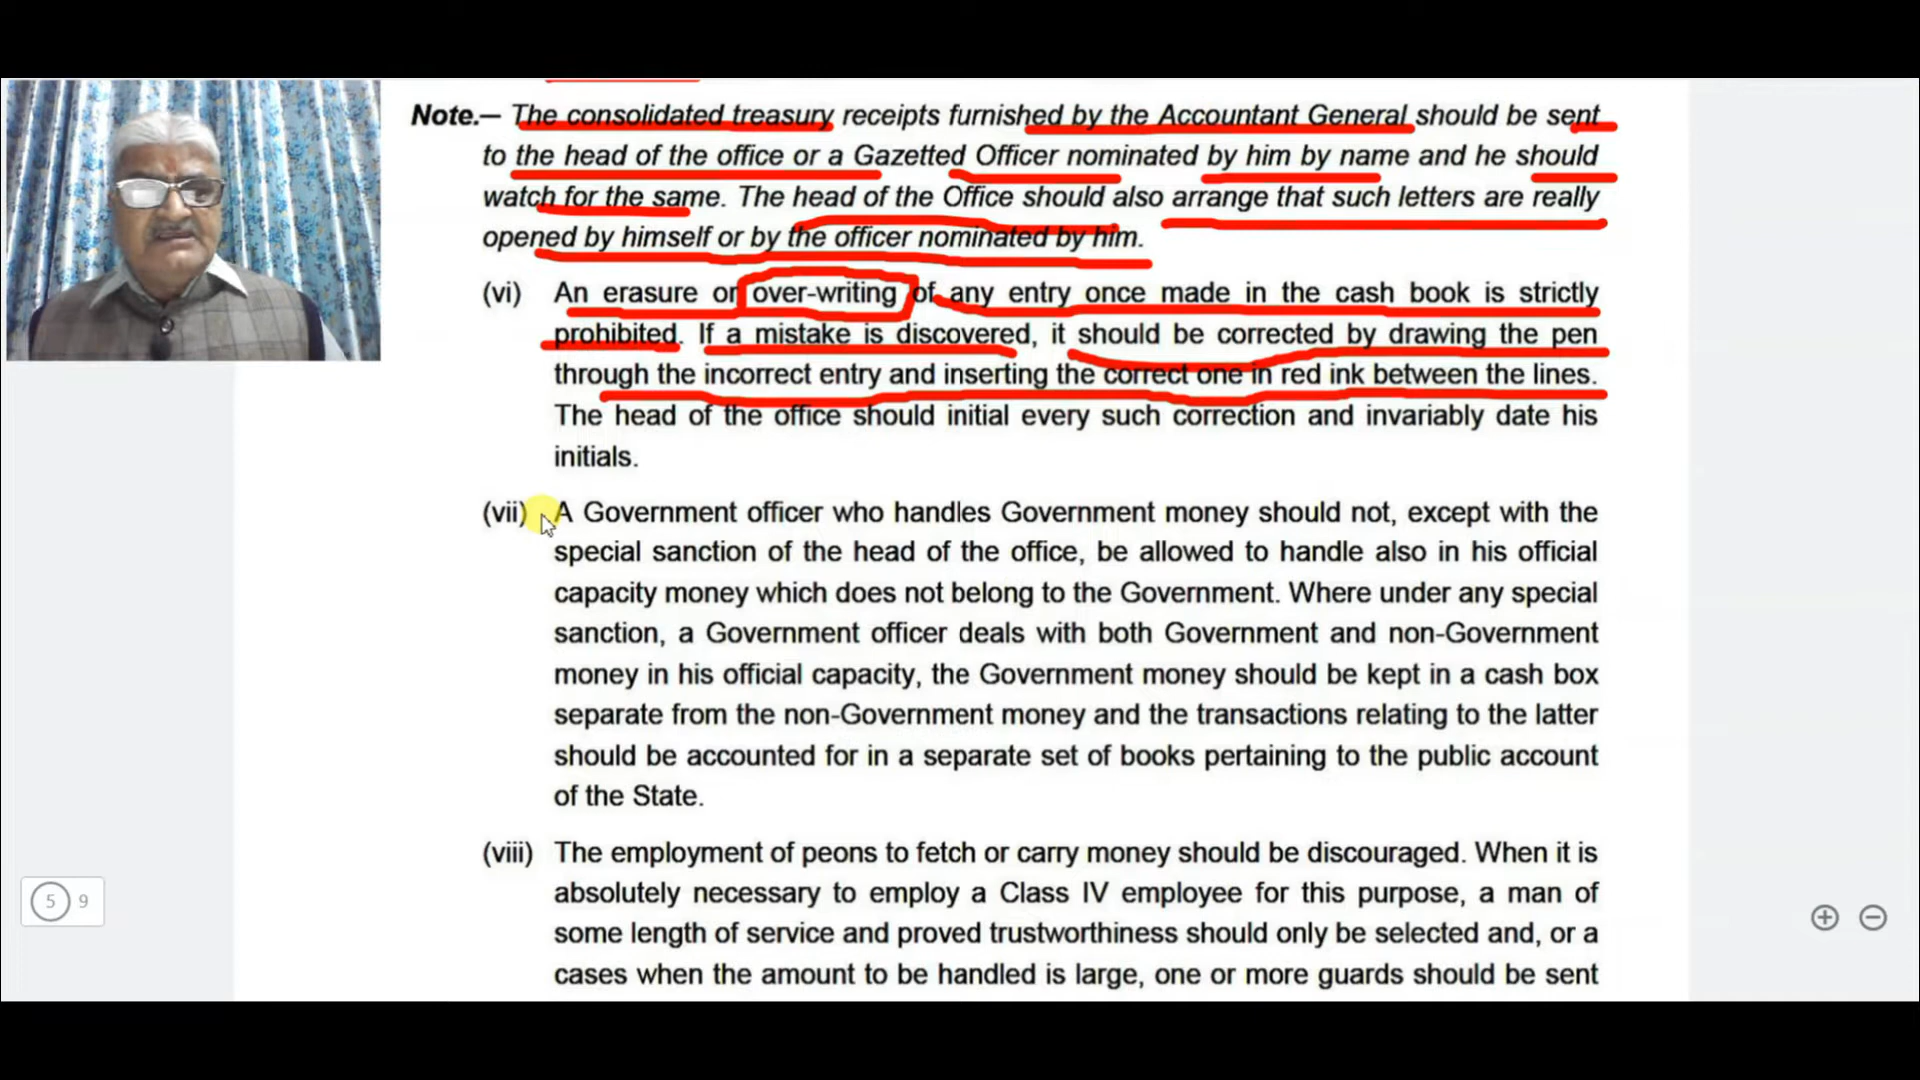 Note.— The consolidated treasury receipts furnished by the Accountant General should be sent
to the head of the office or a Gazetted Officer nominated by him by name and he should
watch for the same. The head of the Office should also arrange that such letters are really
opened by himself or by the officer nominated by him.
(vi) An erasure or over-writing of any entry once made in the cash book is strictly
prohibited. If a mistake is discovered, it should be corrected by drawing the pen
through the incorrect entry and inserting the correct one in red ink between the lines.
The head of the office should initial every such correction and invariably date his
initials.
(vii) A Government officer who handles Government money should not, except with the
special sanction of the head of the office, be allowed to handle also in his official
capacity money which does not belong to the Government. Where under any special
sanction, a Government officer deals with both Government and non-Government
money in his official capacity, the Government money should be kept in a cash box
separate from the non-Government money and the transactions relating to the latter
should be accounted for in a separate set of books pertaining to the public account
of the State.
(viii) The employment of peons to fetch or carry money should be discouraged. When it is
absolutely necessary to employ a Class IV employee for this purpose, a man of
some length of service and proved trustworthiness should only be selected and, or a
cases when the amount to be handled is large, one or more guards should be sent
5 9